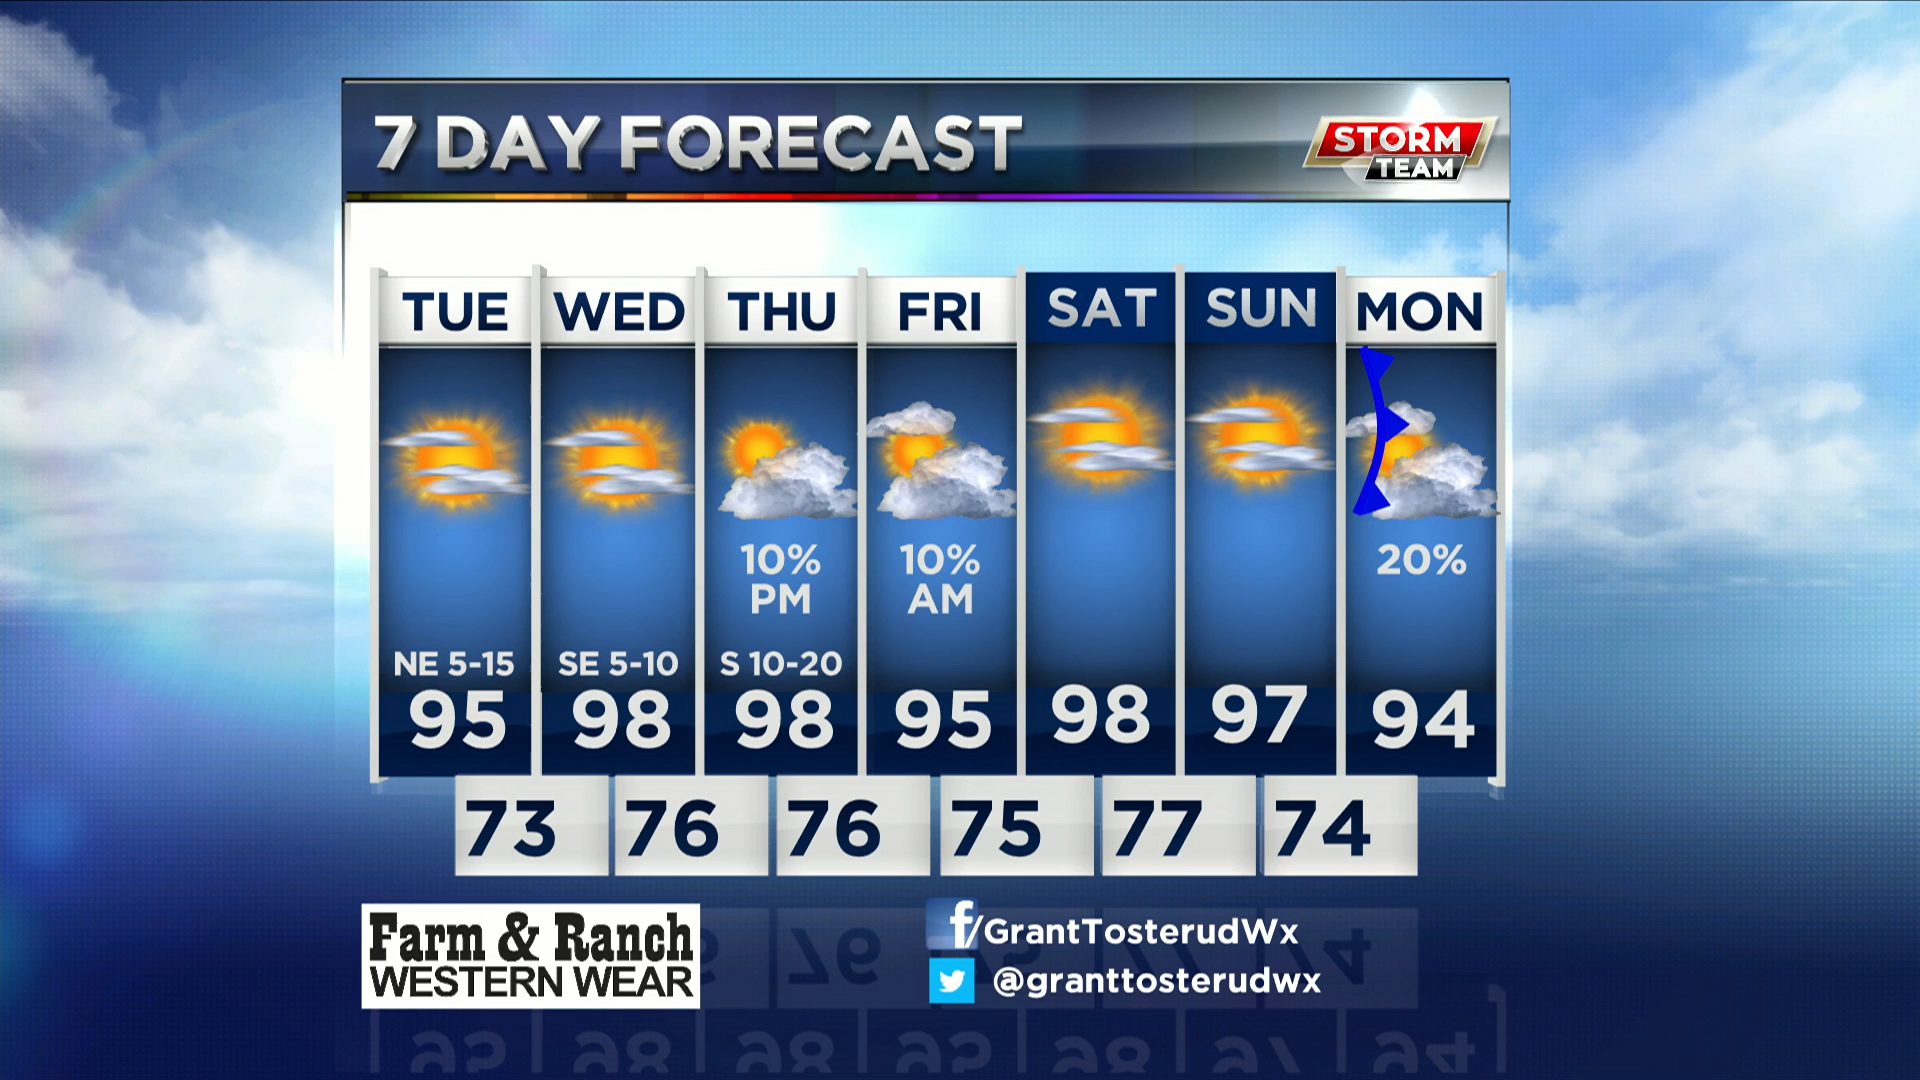 7 DAY FORECAST
STORM
TEAM
TUE WED THU FRI SAT SUN MON
10% 10% 20%
PM AM
NE 5-15 SE 5-10 S 10-20
95 98 98 95 98 97 94
73 76 76 75 77 74
Farm & Ranch
WESTERN WEAR
f/GrantTosterudWx
@granttosterudwx